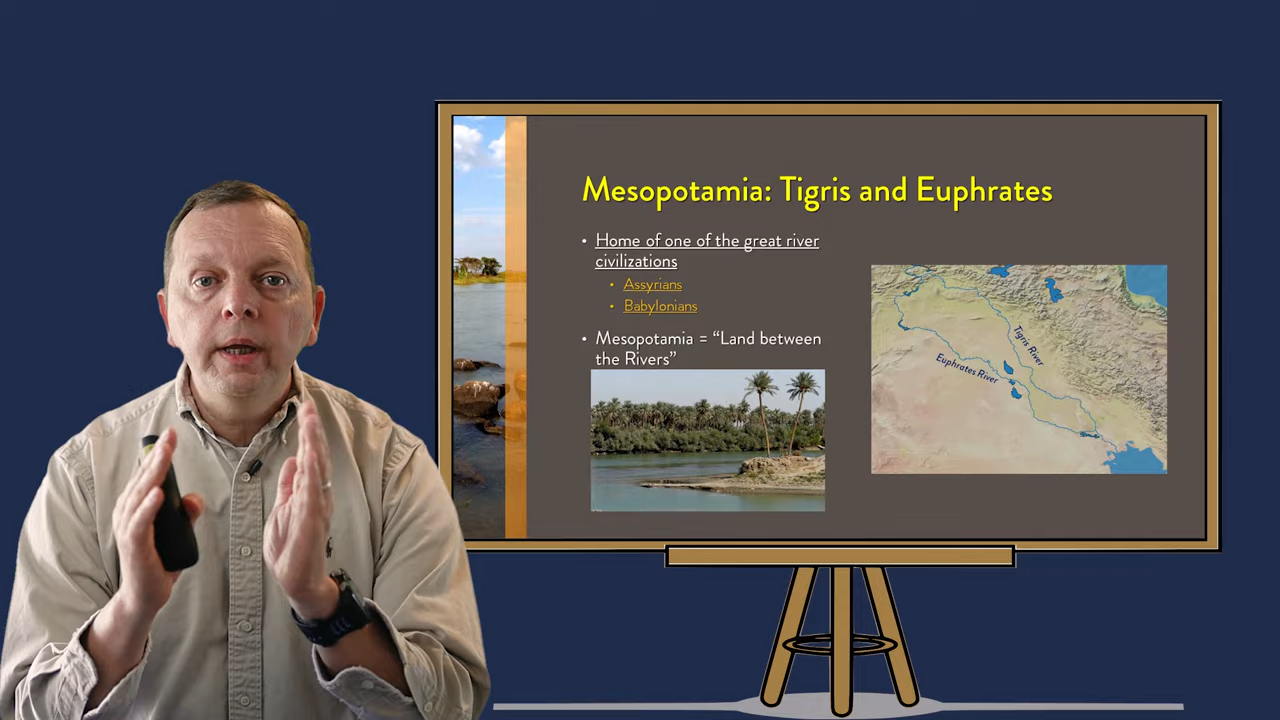 Mesopotamia: Tigris and Euphrates
• Home of one of the great river
civilizations
• Assyrians
• Babylonians
• Mesopotamia = “Land between
the Rivers”
Tigris River
Euphrates River